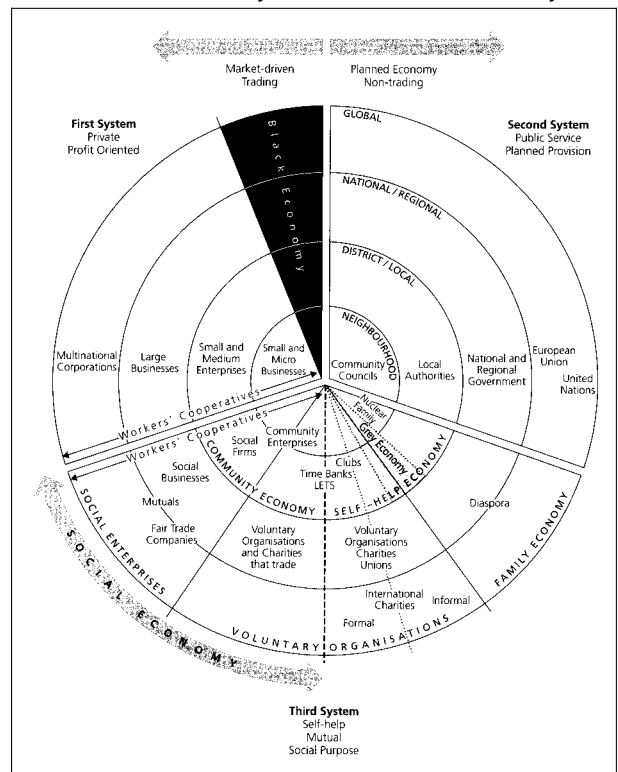 Market-driven
Trading
Planned Economy
Non-trading
First System
Private
Profit Oriented
Second System
Public Service
Planned Provision
Black Economy
GLOBAL
NATIONAL / REGIONAL
DISTRICT / LOCAL
NEIGHBOURHOOD
Multinational
Corporations
Large
Businesses
Small and
Medium
Enterprises
Small and
Micro
Businesses
Community
Councils
Local
Authorities
National and
Regional
Government
European
Union
United
Nations
Workers' Cooperatives
Workers' Cooperatives
Nuclear
Family
Grey Economy
Community
Enterprises
Social
Firms
Social
Businesses
Mutuals
Fair Trade
Companies
COMMUNITY ECONOMY
SELF-HELP ECONOMY
Clubs
Time Banks
LETS
Voluntary
Organisations
and Charities
that trade
Voluntary
Organisations
Charities
Unions
Diaspora
International
Charities
Informal
Formal
SOCIAL ENTERPRISES
VOLUNTARY ORGANISATIONS
FAMILY ECONOMY
SOCIAL ECONOMY
Third System
Self-help
Mutual
Social Purpose